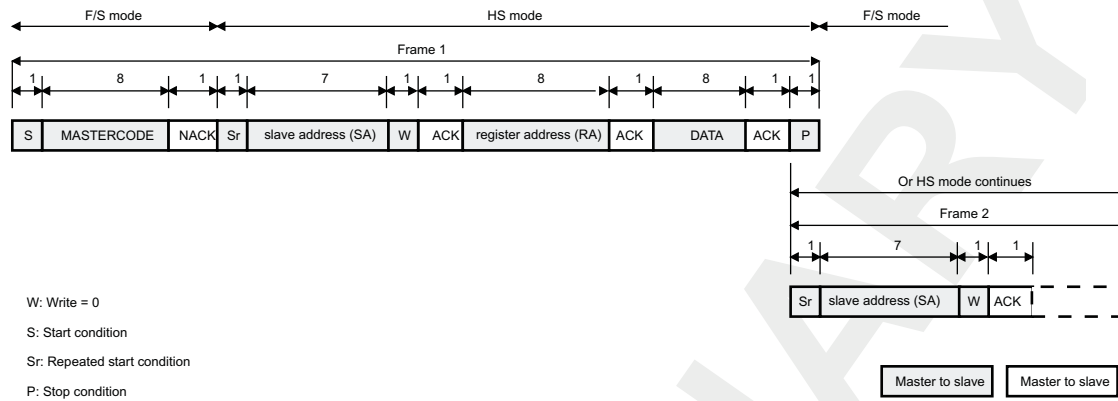 F/S mode HS mode F/S mode
Frame 1
1 8 1 1 7 1 1 8 1 8 1 1
S MASTERCODE NACK Sr slave address (SA) W ACK register address (RA) ACK DATA ACK P
Or HS mode continues
Frame 2
1 7 1 1
Sr slave address (SA) W ACK
W: Write = 0
S: Start condition
Sr: Repeated start condition
P: Stop condition
Master to slave Master to slave